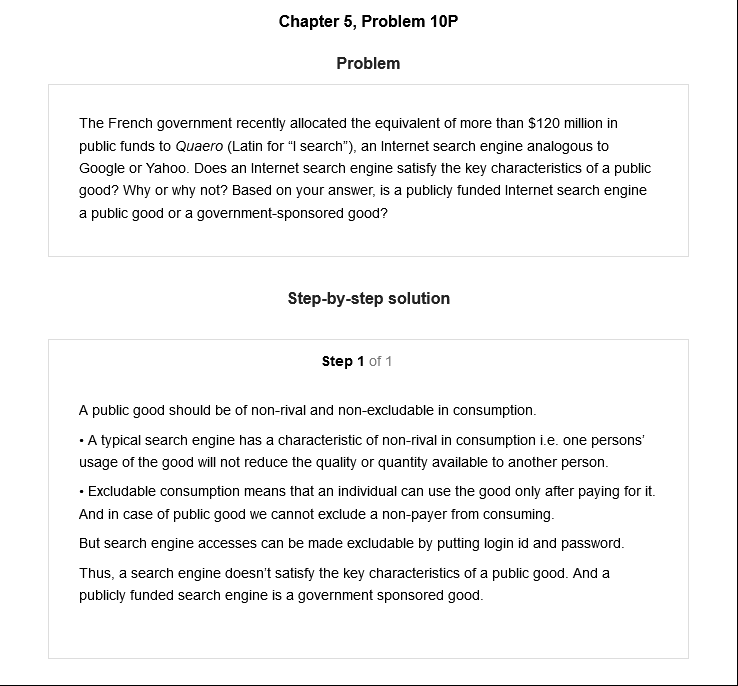 Chapter 5, Problem 10P
Problem
The French government recently allocated the equivalent of more than $120 million in
public funds to Quaero (Latin for “I search”), an Internet search engine analogous to
Google or Yahoo. Does an Internet search engine satisfy the key characteristics of a public
good? Why or why not? Based on your answer, is a publicly funded Internet search engine
a public good or a government-sponsored good?
Step-by-step solution
Step 1 of 1
A public good should be of non-rival and non-excludable in consumption.
• A typical search engine has a characteristic of non-rival in consumption i.e. one persons’
usage of the good will not reduce the quality or quantity available to another person.
• Excludable consumption means that an individual can use the good only after paying for it.
And in case of public good we cannot exclude a non-payer from consuming.
But search engine accesses can be made excludable by putting login id and password.
Thus, a search engine doesn’t satisfy the key characteristics of a public good. And a
publicly funded search engine is a government sponsored good.